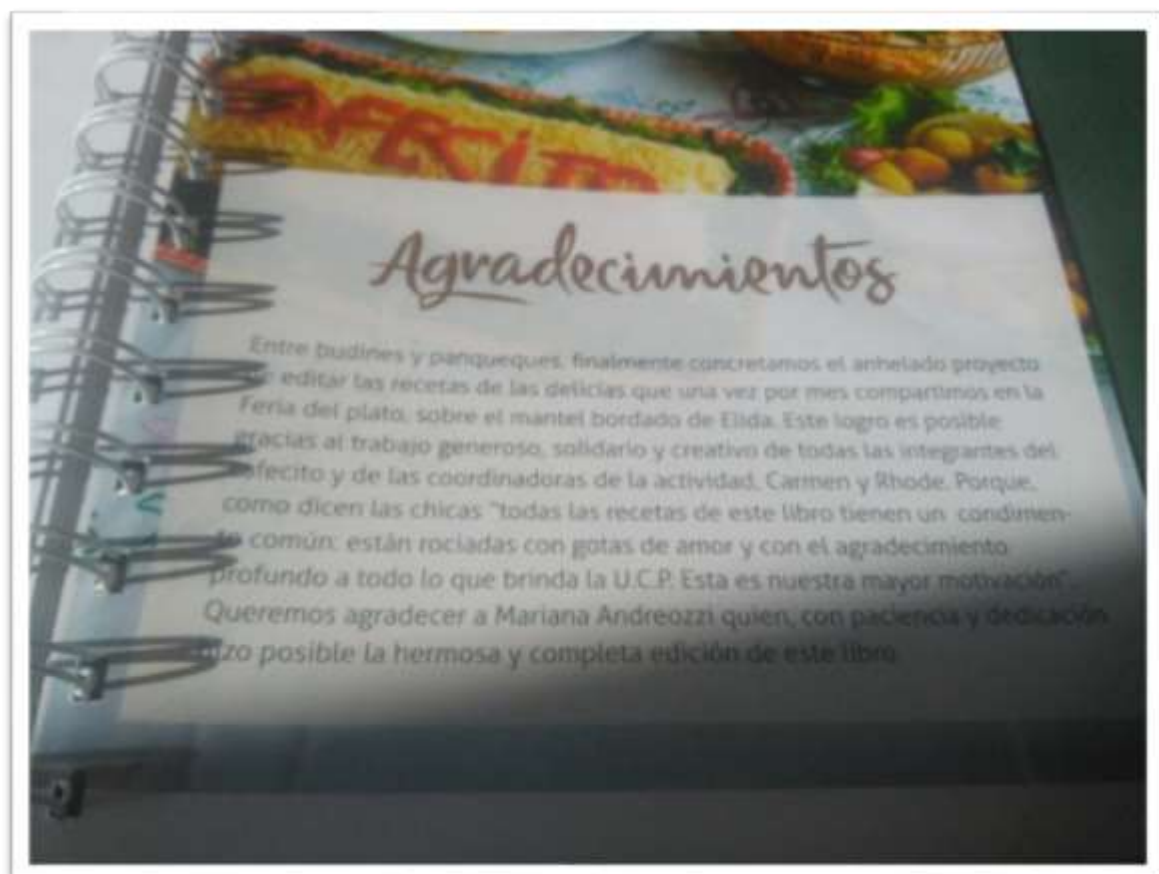 Agradecimientos
Entre budines y panqueques, finalmente concretamos el anhelado proyecto
editar las recetas de las delicias que una vez por mes compartimos en la
Feria del plato, sobre el mantel bordado de Elida. Este logro es posible
gracias al trabajo generoso, solidario y creativo de todas las integrantes del
y de las coordinadoras de la actividad, Carmen y Rhode. Porque,
como dicen las chicas "todas las recetas de este libro tienen un condimen-
to común: están rociadas con gotas de amor y con el agradecimiento
profundo a todo lo que brinda la U.C.P. Esta es nuestra mayor motivación".
Queremos agradecer a Mariana Andreozzi quien, con paciencia y dedicación
hizo posible la hermosa y completa edición de este libro.